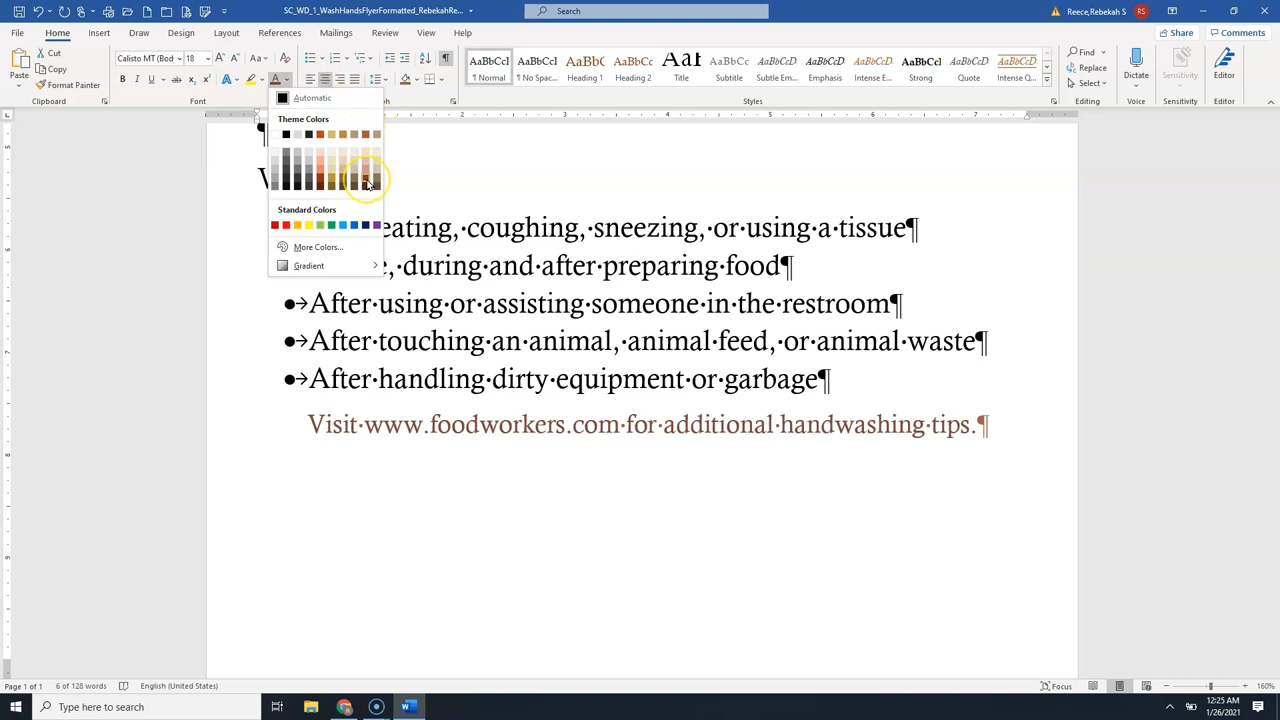 SC_WD_1_WashHandsFlyerFormatted_RebekahRe...
Search
Reece,Rebekah S
RS
File Home Insert Draw Design Layout References Mailings Review View Help
Share
Comments
Paste
Cut
Copy
Format Painter
Calisto MT (Bod
18
AaBbCcI
¶ Normal
AaBbCcI
¶ No Spac...
AaBbCc
Heading 1
AaBbCc
Heading 2
Title
AaBbCcD
Subtitle
AaBbCcD.
Subtle Em...
AaBbCcD.
Emphasis
AaBbCcD.
Intense E...
AaBbCcI
Strong
AaBbCcD.
Quote
AaBbCcD.
Intense Q...
Find
Replace
Select
Dictate
Sensitivity
Editor
Clipboard
Font
Paragraph
Styles
Editing
Voice
Sensitivity
Editor
Automatic
Theme Colors
Standard Colors
More Colors...
Gradient
eating,·coughing,·sneezing,·or·using·a·tissue¶
e,·during·and·after·preparing·food¶
●→After·using·or·assisting·someone·in·the·restroom¶
●→After·touching·an·animal,·animal·feed,·or·animal·waste¶
●→After·handling·dirty·equipment·or·garbage¶
Visit·www.foodworkers.com·for·additional·handwashing·tips.¶
Page 1 of 1
6 of 128 words
English (United States)
Focus
160%
Type here to search
12:25 AM
1/26/2021